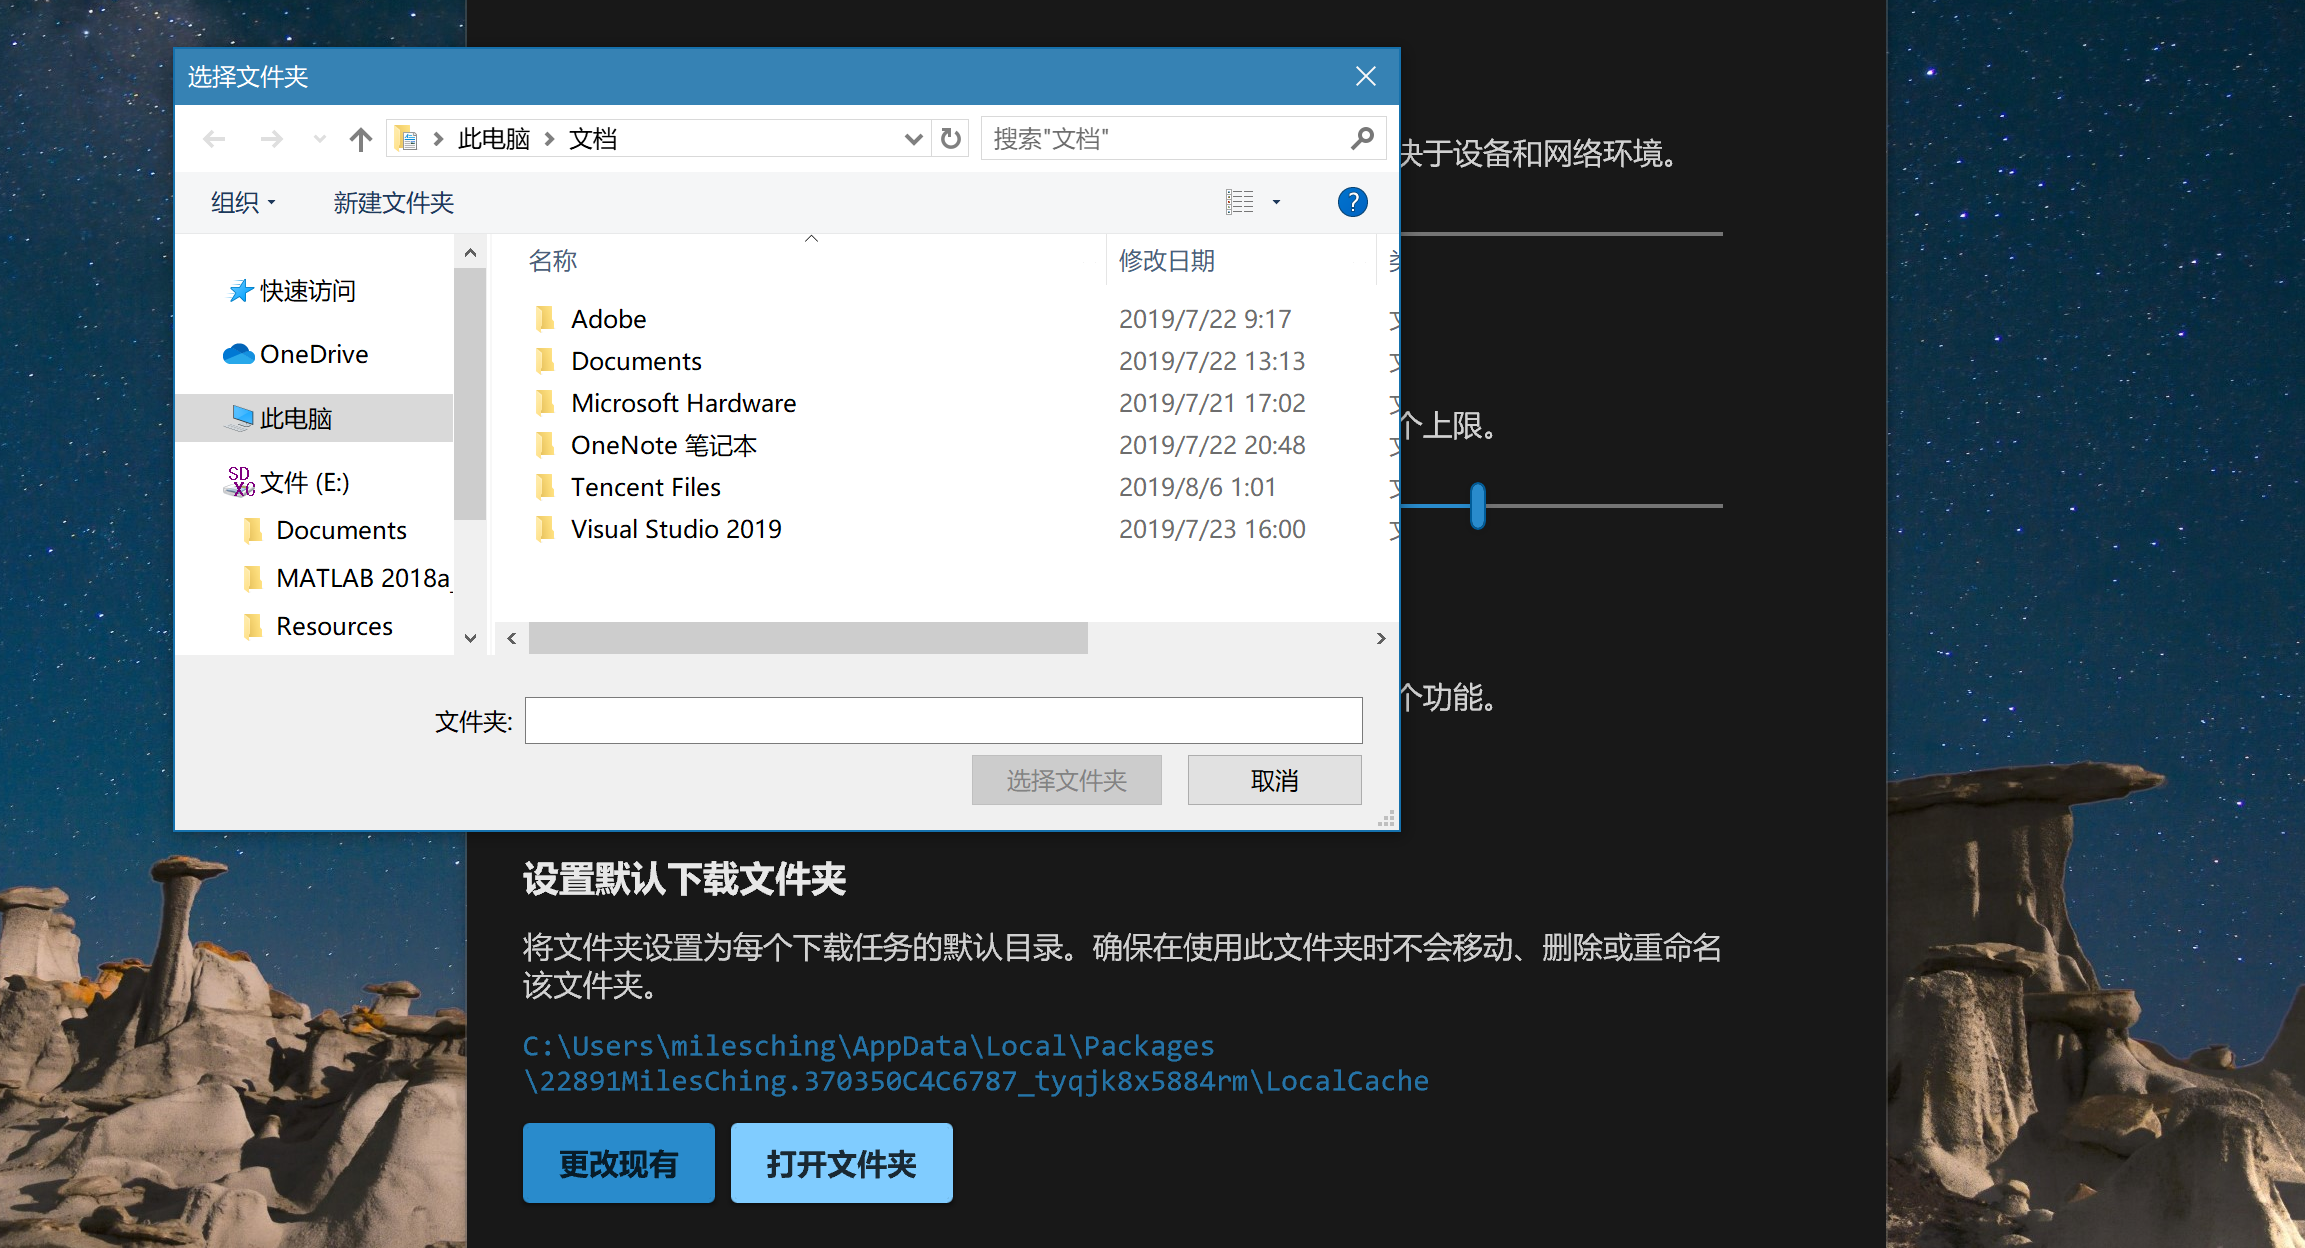 选择文件夹
此电脑 文档
搜索"文档"
组织 新建文件夹
快速访问
OneDrive
此电脑
SD
XC
文件 (E:)
Documents
MATLAB 2018a_
Resources
名称 修改日期
Adobe 2019/7/22 9:17
Documents 2019/7/22 13:13
Microsoft Hardware 2019/7/21 17:02
OneNote 笔记本 2019/7/22 20:48
Tencent Files 2019/8/6 1:01
Visual Studio 2019 2019/7/23 16:00
文件夹:
选择文件夹 取消
于设备和网络环境。
个上限。
个功能。
设置默认下载文件夹
将文件夹设置为每个下载任务的默认目录。确保在使用此文件夹时不会移动、删除或重命名
该文件夹。
C:\Users\milesching\AppData\Local\Packages
\22891MilesChing.370350C4C6787_tyqjk8x5884rm\LocalCache
更改现有 打开文件夹